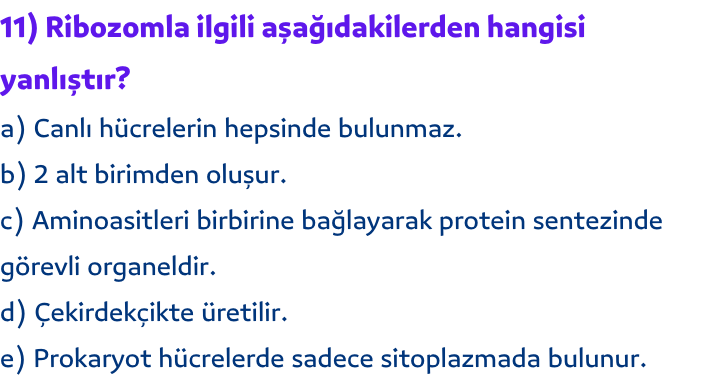 11) Ribozomla ilgili aşağıdakilerden hangisi
yanlıştır?
a) Canlı hücrelerin hepsinde bulunmaz.
b) 2 alt birimden oluşur.
c) Aminoasitleri birbirine bağlayarak protein sentezinde
görevli organeldir.
d) Çekirdekçikte üretilir.
e) Prokaryot hücrelerde sadece sitoplazmada bulunur.